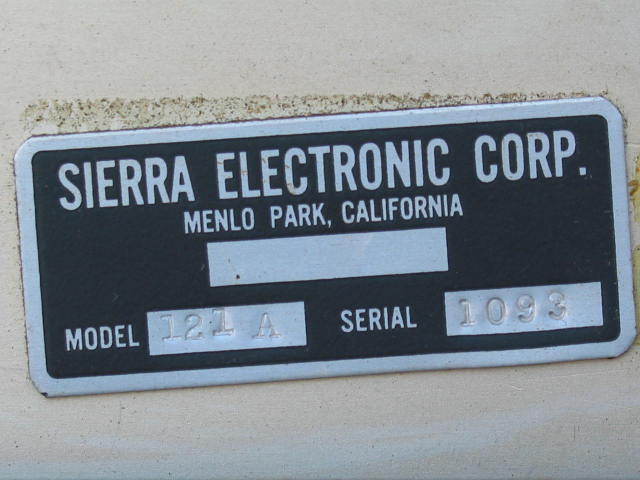 SIERRA ELECTRONIC CORP.
MENLO PARK, CALIFORNIA
MODEL 121 A SERIAL 1093